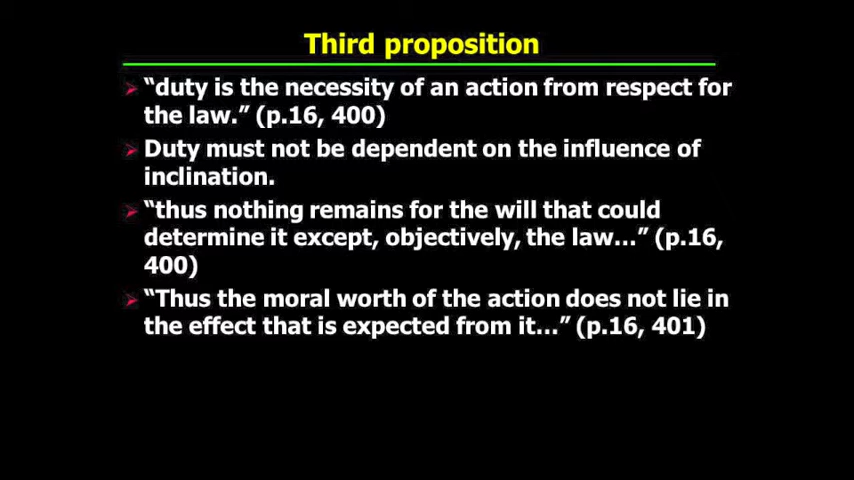 Third proposition
“duty is the necessity of an action from respect for
the law.” (p.16, 400)
Duty must not be dependent on the influence of
inclination.
“thus nothing remains for the will that could
determine it except, objectively, the law…” (p.16,
400)
“Thus the moral worth of the action does not lie in
the effect that is expected from it…” (p.16, 401)